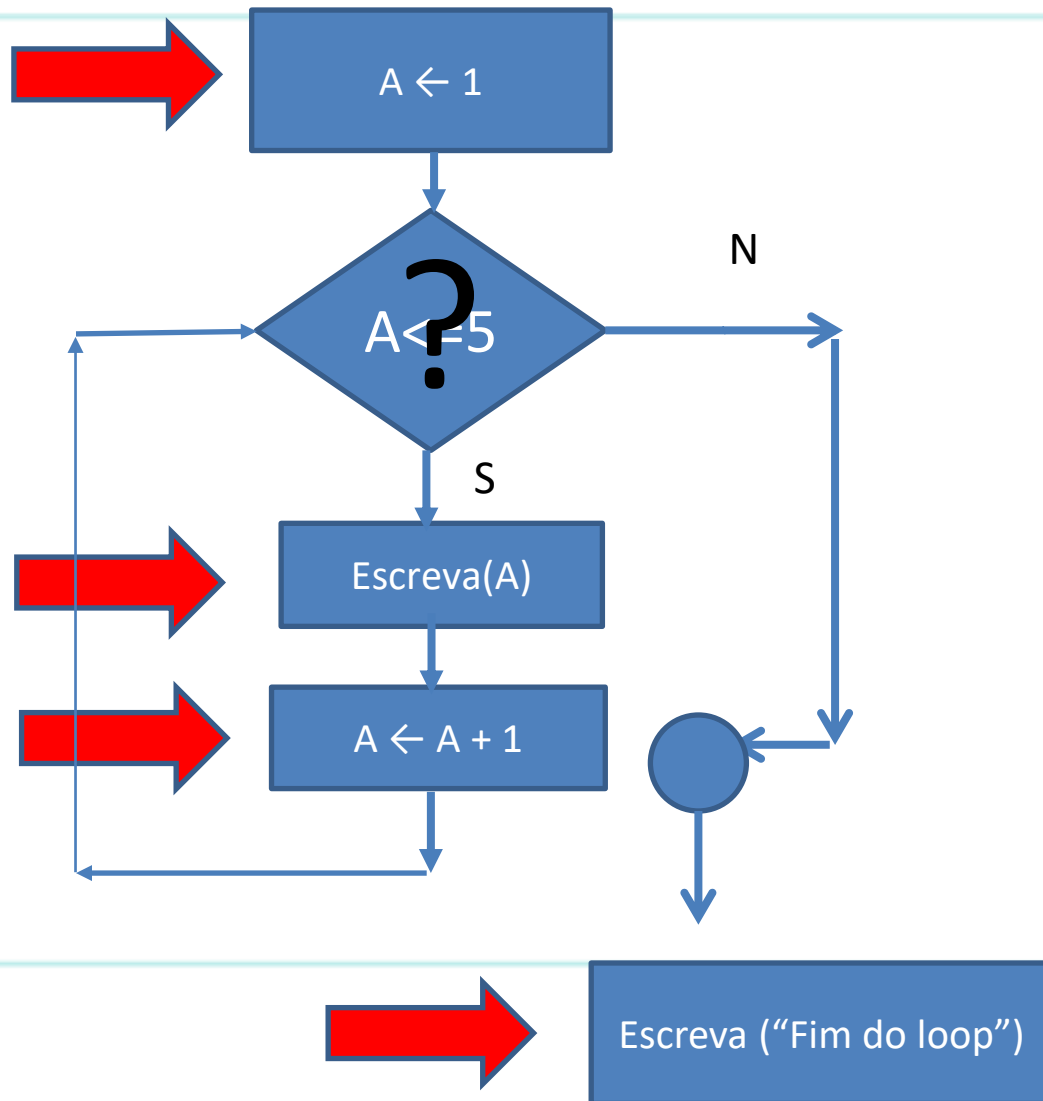 A ← 1
N
A<=5
?
S
Escreva(A)
A ← A + 1
Escreva (“Fim do loop”)